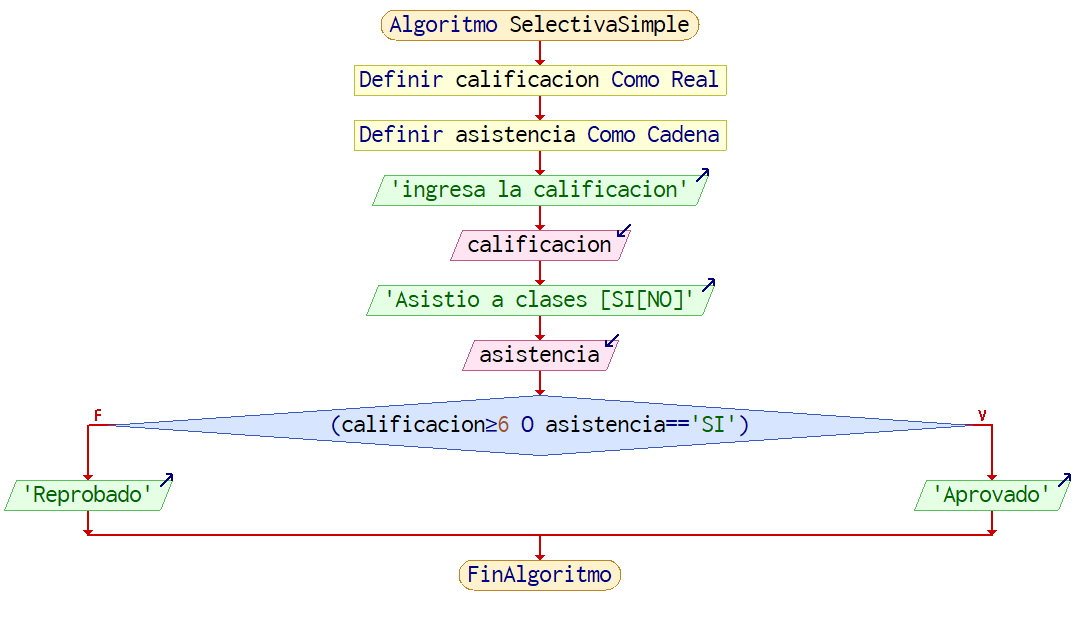 Algoritmo SelectivaSimple
Definir calificacion Como Real
Definir asistencia Como Cadena
'ingresa la calificacion'
calificacion
'Asistio a clases [SI[NO]'
asistencia
F
V
(calificacion≥6 O asistencia=='SI')
'Reprobado'
'Aprovado'
FinAlgoritmo